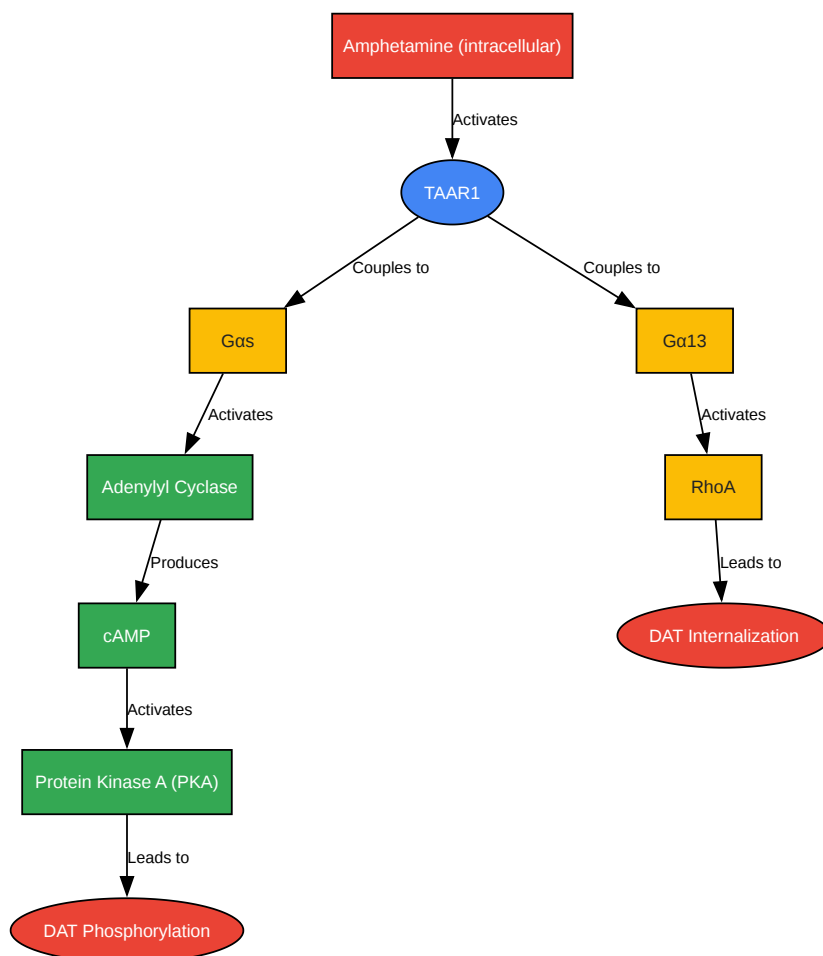 Amphetamine (intracellular)
Activates
TAAR1
Couples to
Couples to
Gαs
Gα13
Activates
Activates
Adenylyl Cyclase
RhoA
Produces
Leads to
cAMP
DAT Internalization
Activates
Protein Kinase A (PKA)
Leads to
DAT Phosphorylation